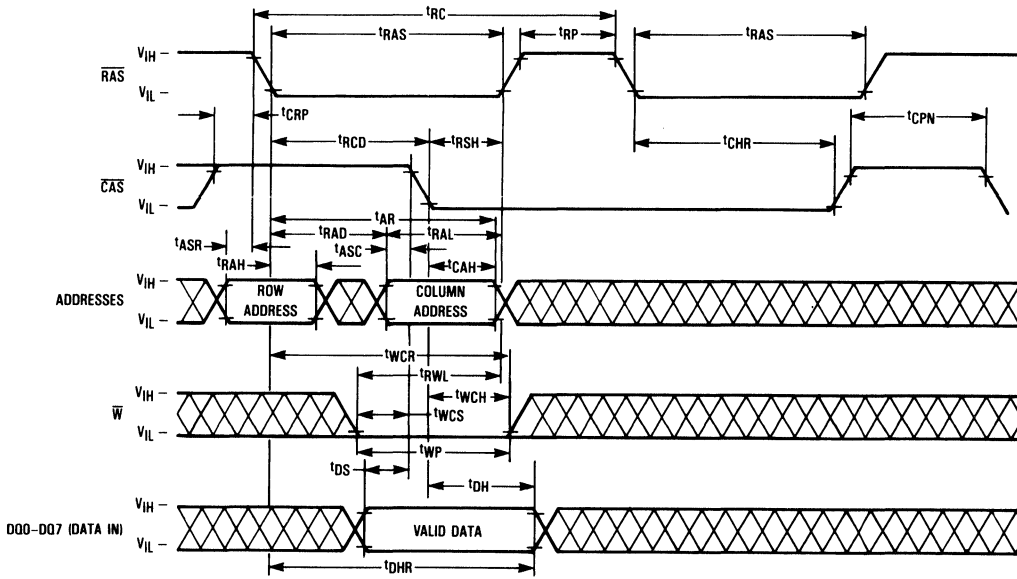 tRC
tRAS tRP tRAS
VIH –
RAS
VIL –
tCRP tCPN
tRCD tRSH tCHR
VIH –
CAS
VIL –
tAR
tRAD tRAL
tASR tASC
tRAH tCAH
VIH –
ADDRESSES ROW ADDRESS COLUMN ADDRESS
VIL –
tWCR
tRWL
tWCH
VIH –
W tWCS
VIL –
tWP
tDS tDH
VIH –
DQ0–DQ7 (DATA IN) VALID DATA
VIL –
tDHR